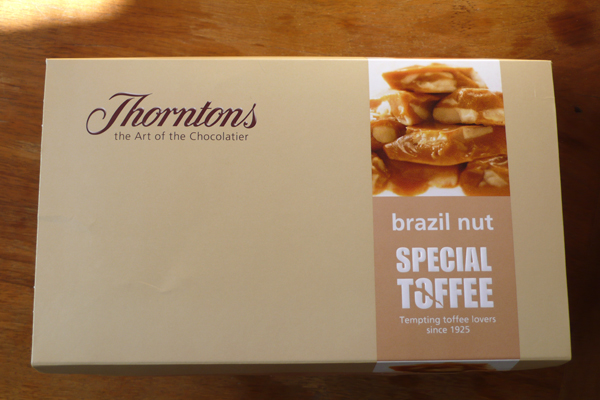 Thorntons
the Art of the Chocolatier
brazil nut
SPECIAL
TOFFEE
Tempting toffee lovers
since 1925